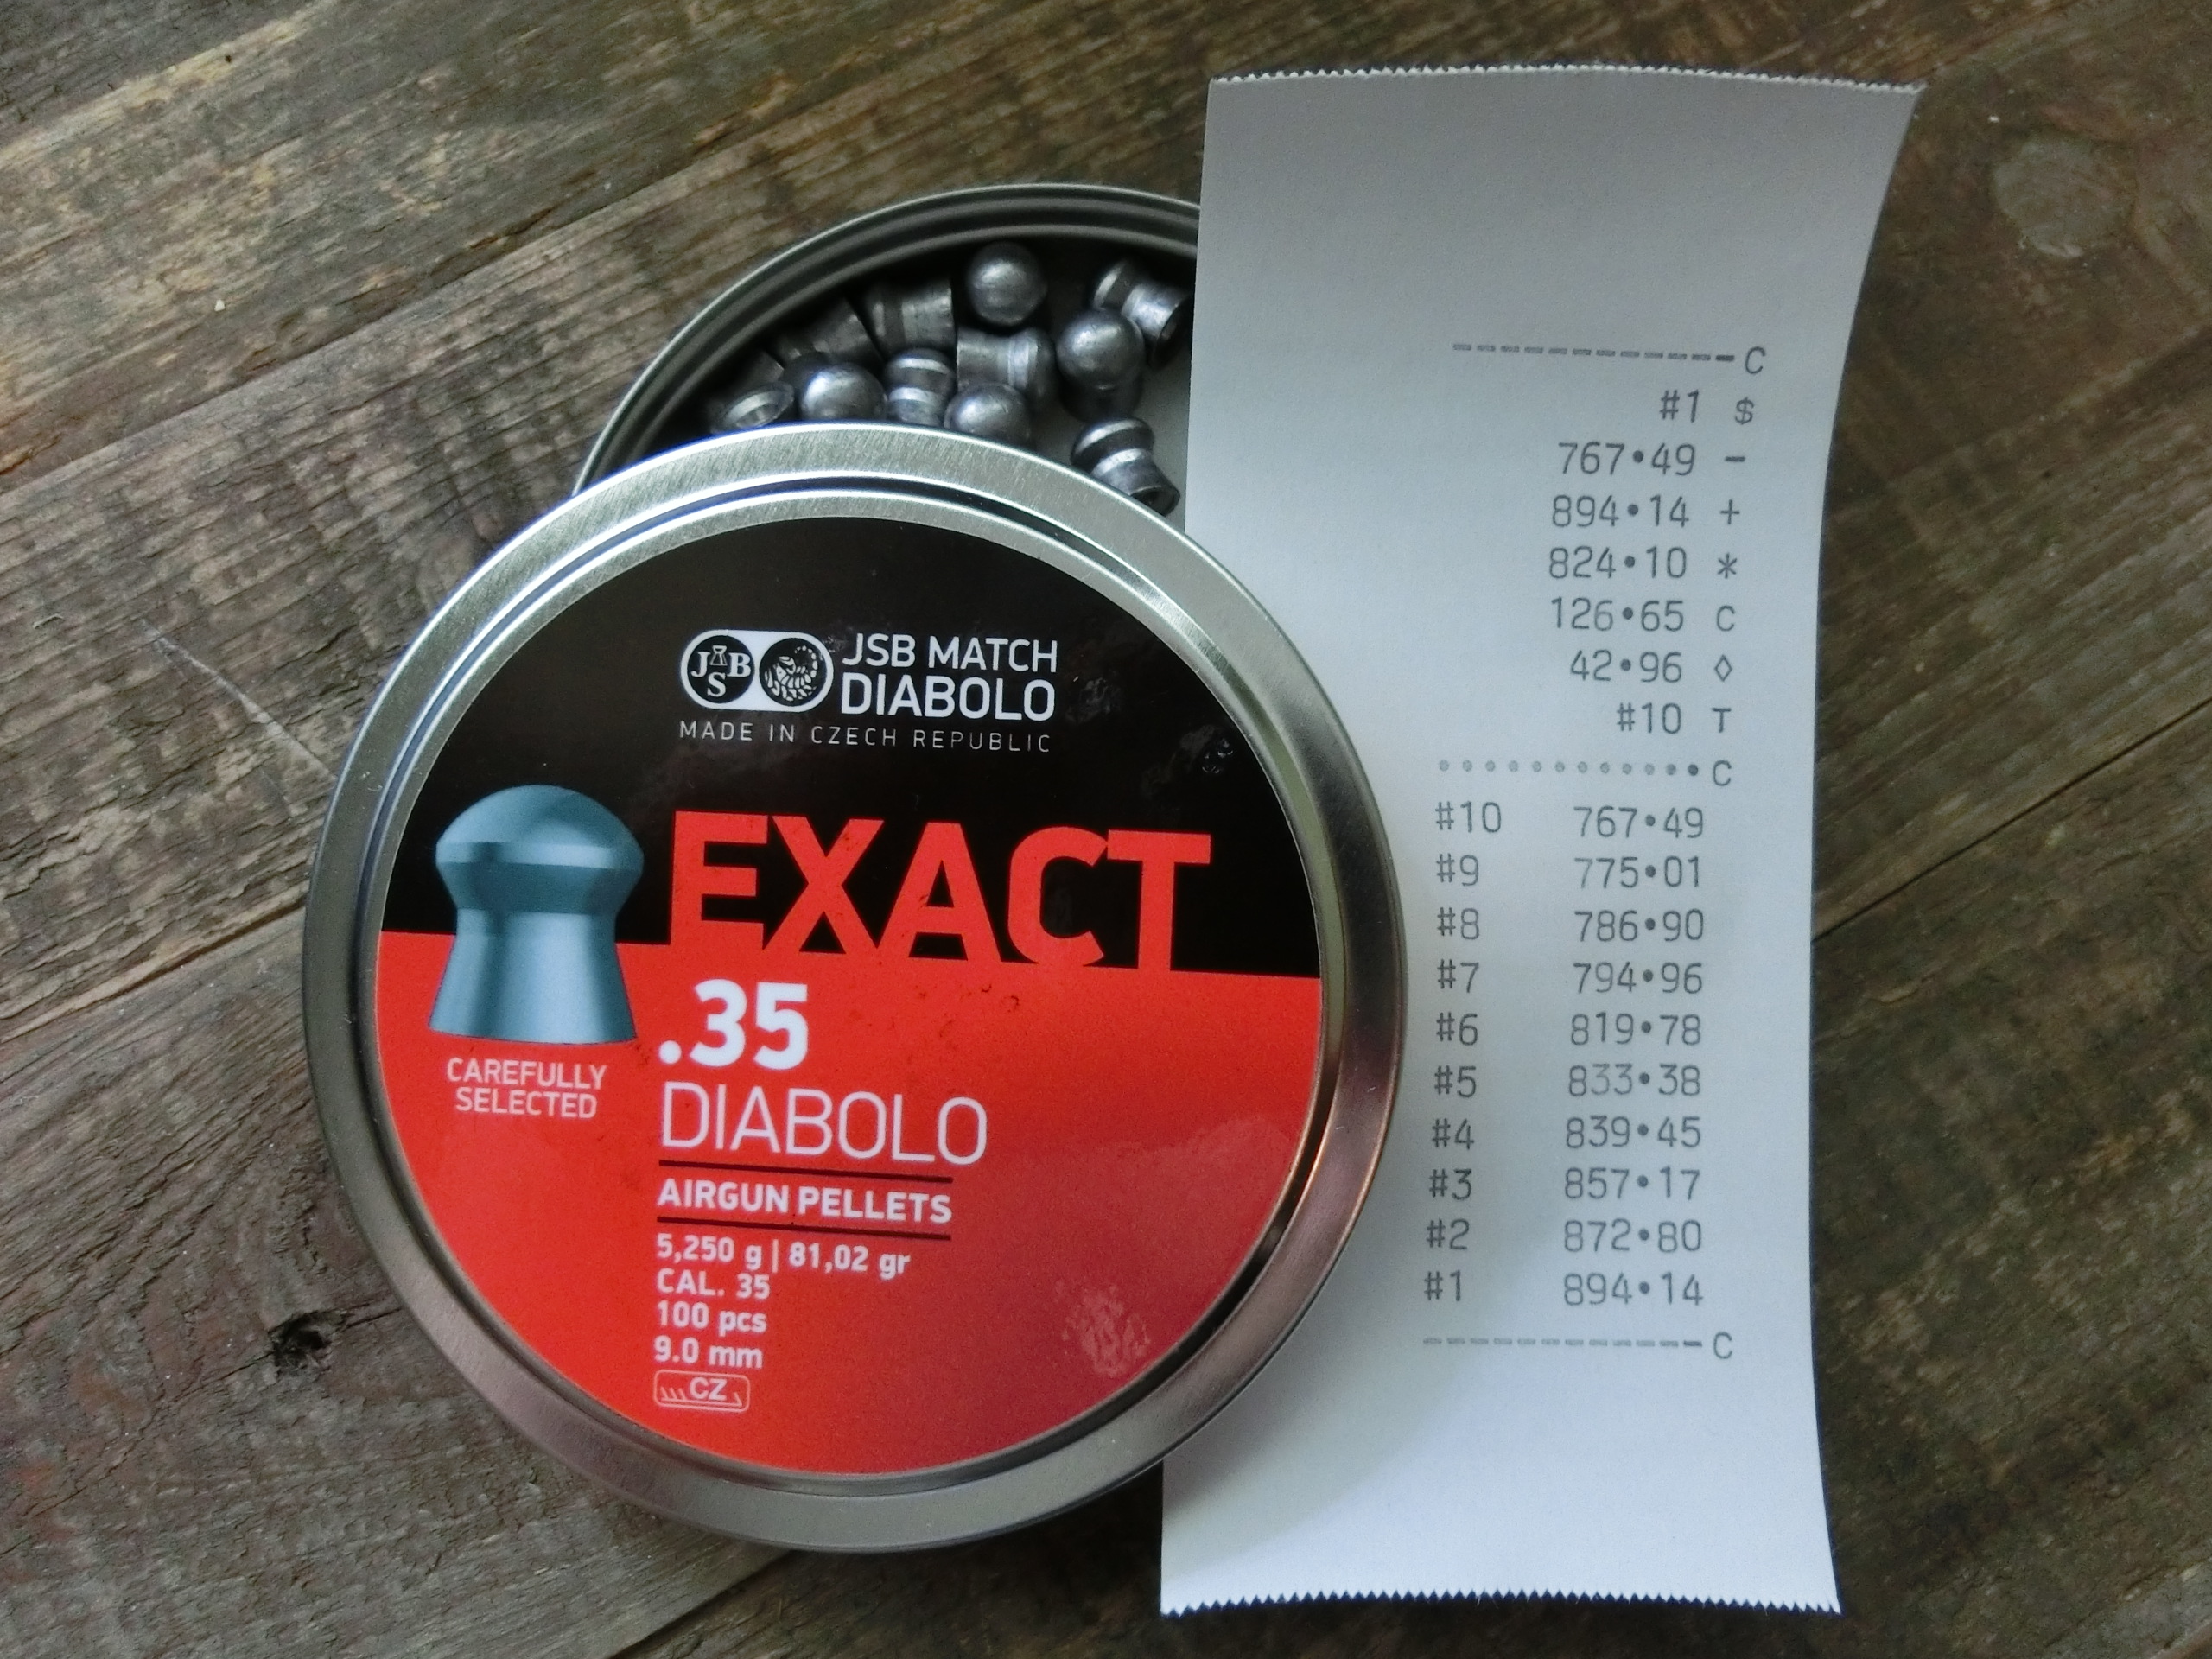 JSB
JSB MATCH
DIABOLO
MADE IN CZECH REPUBLIC
EXACT
.35
DIABOLO
CAREFULLY
SELECTED
AIRGUN PELLETS
5,250 g | 81,02 gr
CAL. 35
100 pcs
9.0 mm
CZ
-------------C
#1 $
767•49 -
894•14 +
824•10 *
126•65 C
42•96 ◊
#10 T
••••••••••••C
#10 767•49
#9 775•01
#8 786•90
#7 794•96
#6 819•78
#5 833•38
#4 839•45
#3 857•17
#2 872•80
#1 894•14
-------------C